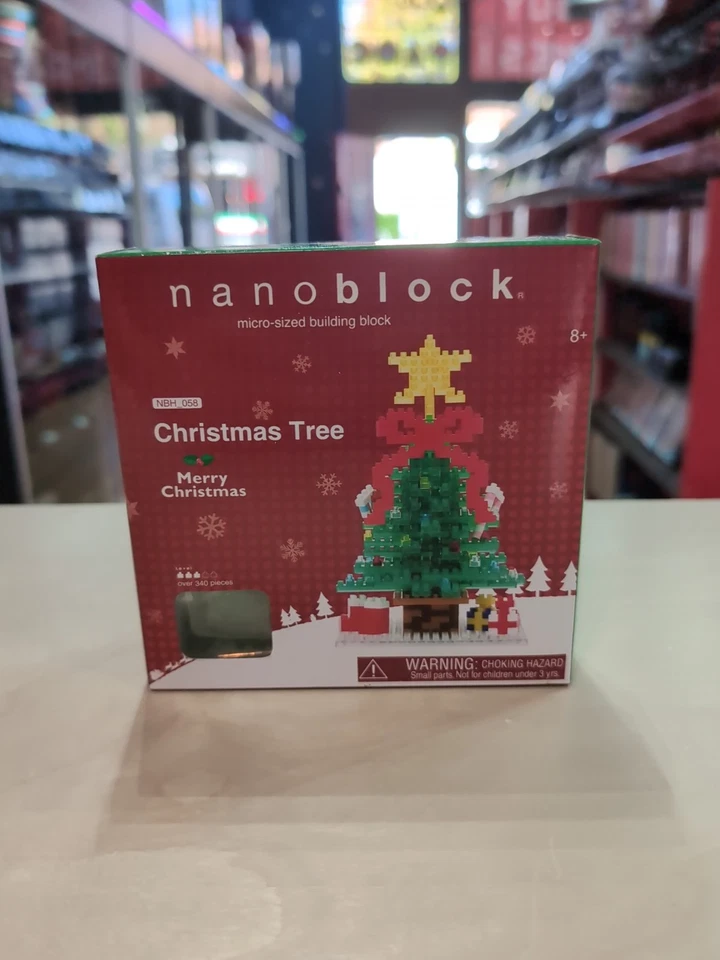 nanoblock®
micro-sized building block
8+
NBH_058
Christmas Tree
Merry
Christmas
Level
over 340 pieces
WARNING: CHOKING HAZARD
Small parts. Not for children under 3 yrs.